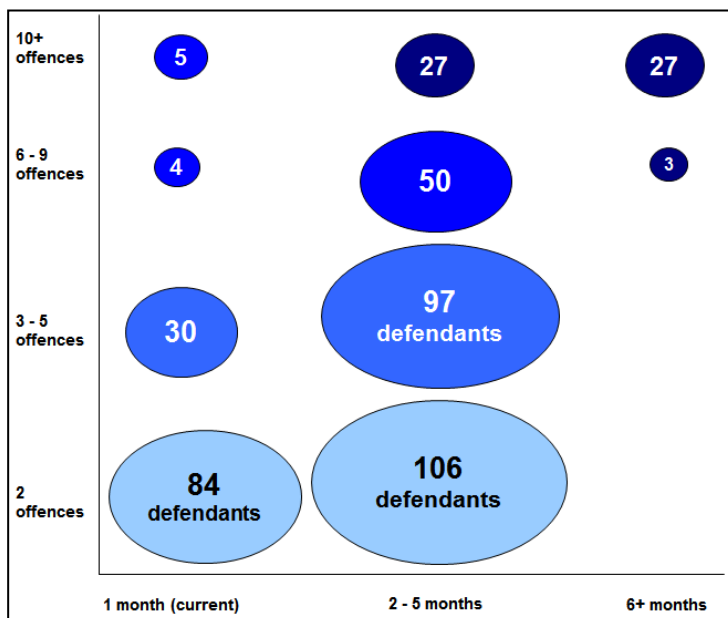 10+
offences
5
27
27
6 - 9
offences
4
50
3
3 - 5
offences
30
97
defendants
2
offences
84
defendants
106
defendants
1 month (current)
2 - 5 months
6+ months